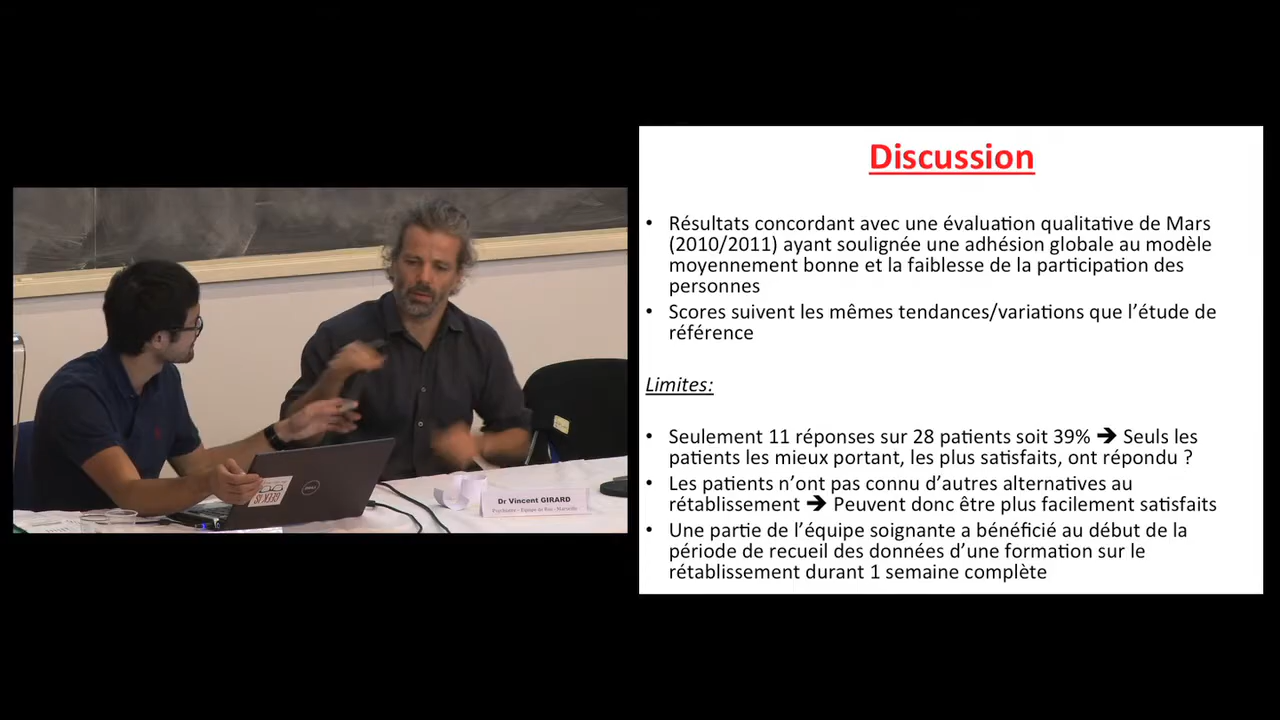 Discussion
• Résultats concordant avec une évaluation qualitative de Mars
(2010/2011) ayant soulignée une adhésion globale au modèle
moyennement bonne et la faiblesse de la participation des
personnes
• Scores suivent les mêmes tendances/variations que l’étude de
référence
Limites:
• Seulement 11 réponses sur 28 patients soit 39% ➔ Seuls les
patients les mieux portant, les plus satisfaits, ont répondu ?
• Les patients n’ont pas connu d’autres alternatives au
rétablissement ➔ Peuvent donc être plus facilement satisfaits
• Une partie de l’équipe soignante a bénéficié au début de la
période de recueil des données d’une formation sur le
rétablissement durant 1 semaine complète
Dr Vincent GIRARD
DELL
GEEK IS